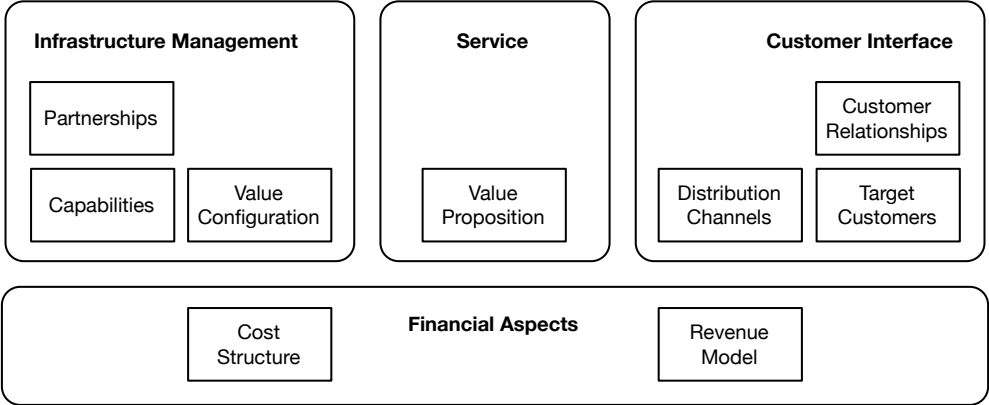 Infrastructure Management
Partnerships
Capabilities
Value
Configuration
Service
Value
Proposition
Customer Interface
Customer
Relationships
Distribution
Channels
Target
Customers
Financial Aspects
Cost
Structure
Revenue
Model